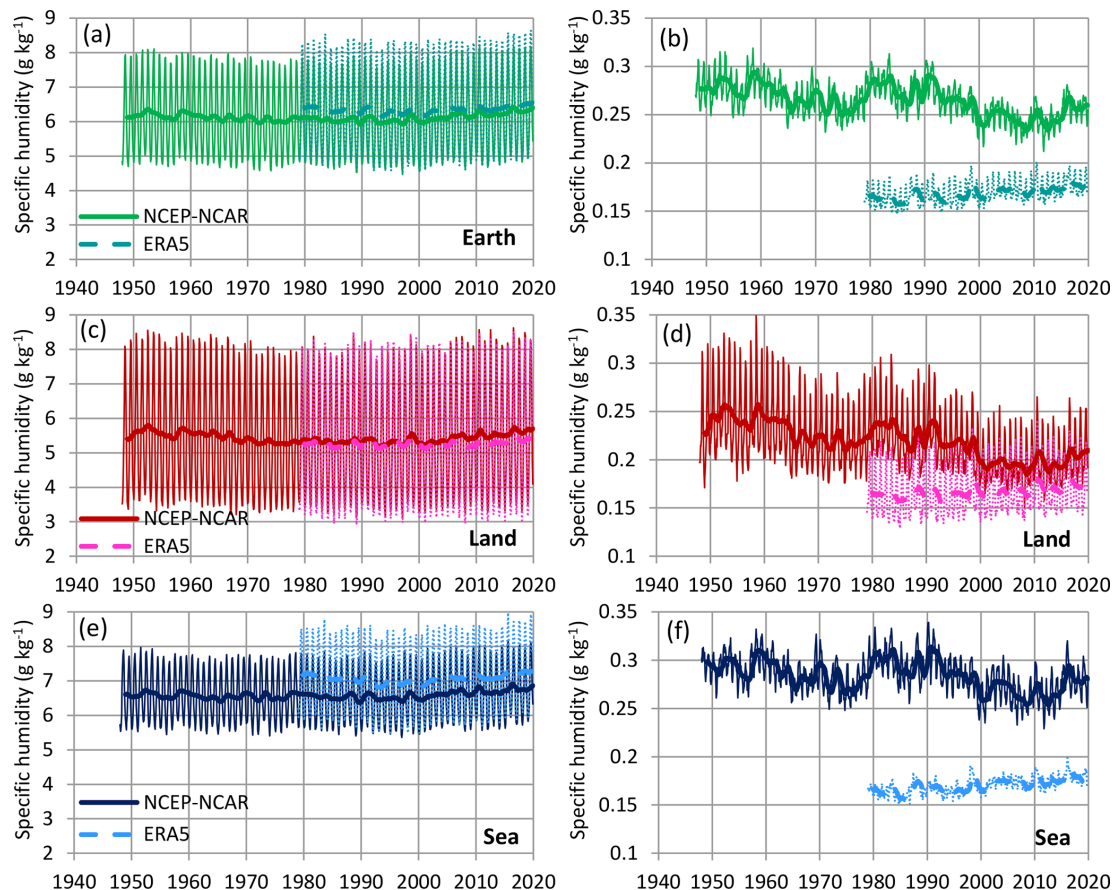 (a)
Specific humidity (g kg⁻¹)
9
8
7
6
5
4
3
2
NCEP-NCAR
ERA5
Earth
1940 1950 1960 1970 1980 1990 2000 2010 2020
(b)
Specific humidity (g kg⁻¹)
0.35
0.3
0.25
0.2
0.15
0.1
1940 1950 1960 1970 1980 1990 2000 2010 2020
(c)
Specific humidity (g kg⁻¹)
9
8
7
6
5
4
3
2
NCEP-NCAR
ERA5
Land
1940 1950 1960 1970 1980 1990 2000 2010 2020
(d)
Specific humidity (g kg⁻¹)
0.35
0.3
0.25
0.2
0.15
0.1
Land
1940 1950 1960 1970 1980 1990 2000 2010 2020
(e)
Specific humidity (g kg⁻¹)
9
8
7
6
5
4
3
2
NCEP-NCAR
ERA5
Sea
1940 1950 1960 1970 1980 1990 2000 2010 2020
(f)
Specific humidity (g kg⁻¹)
0.35
0.3
0.25
0.2
0.15
0.1
Sea
1940 1950 1960 1970 1980 1990 2000 2010 2020